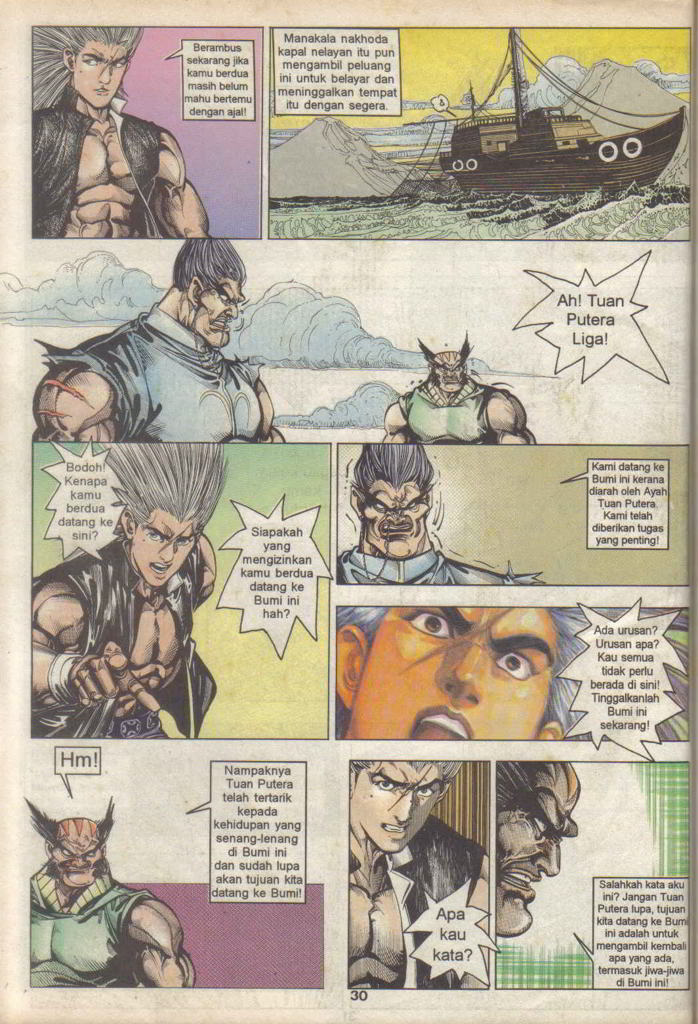 Berambus
sekarang jika
kamu berdua
masih belum
mahu bertemu
dengan ajal!
Manakala nakhoda
kapal nelayan itu pun
mengambil peluang
ini untuk belayar dan
meninggalkan tempat
itu dengan segera.
Ah! Tuan
Putera
Liga!
Bodoh!
Kenapa
kamu
berdua
datang ke
sini?
Siapakah
yang
mengizinkan
kamu berdua
datang ke
Bumi ini
hah?
Kami datang ke
Bumi ini kerana
diarah oleh Ayah
Tuan Putera.
Kami telah
diberikan tugas
yang penting!
Ada urusan?
Urusan apa?
Kau semua
tidak perlu
berada di sini!
Tinggalkanlah
Bumi ini
sekarang!
Hm!
Nampaknya
Tuan Putera
telah tertarik
kepada
kehidupan yang
senang-lenang
di Bumi ini
dan sudah lupa
akan tujuan kita
datang ke Bumi!
Apa
kau
kata?
Salahkah kata aku
ini? Jangan Tuan
Putera lupa, tujuan
kita datang ke Bumi
ini adalah untuk
mengambil kembali
apa yang ada,
termasuk jiwa-jiwa
di Bumi ini!
30